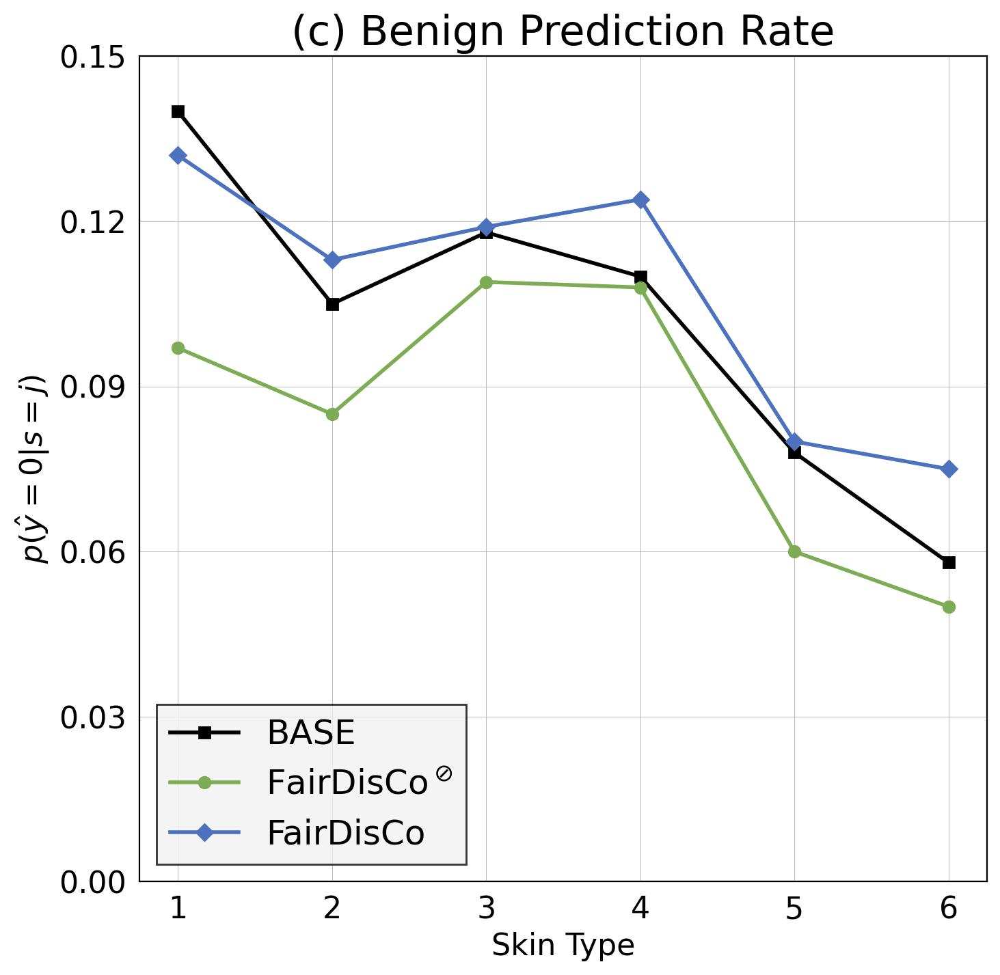 (c) Benign Prediction Rate
0.15
0.12
0.09
0.06
0.03
0.00
p(ŷ = 0|s = j)
BASE
FairDisCo⊘
FairDisCo
1 2 3 4 5 6
Skin Type